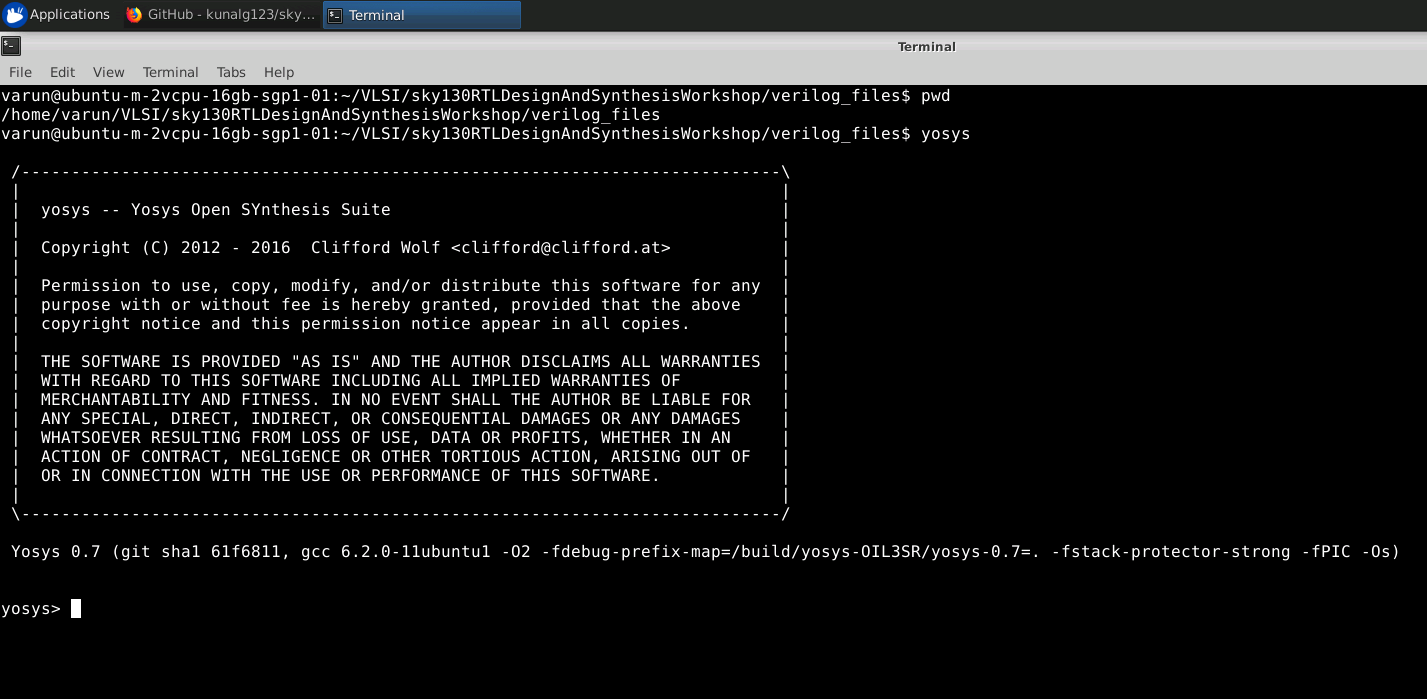 Applications GitHub - kunalg123/sky... Terminal
Terminal
File Edit View Terminal Tabs Help
varun@ubuntu-m-2vcpu-16gb-sgp1-01:~/VLSI/sky130RTLDesignAndSynthesisWorkshop/verilog_files$ pwd
/home/varun/VLSI/sky130RTLDesignAndSynthesisWorkshop/verilog_files
varun@ubuntu-m-2vcpu-16gb-sgp1-01:~/VLSI/sky130RTLDesignAndSynthesisWorkshop/verilog_files$ yosys
/----------------------------------------------------------------------------\
|                                                                            |
|  yosys -- Yosys Open SYnthesis Suite                                       |
|                                                                            |
|  Copyright (C) 2012 - 2016  Clifford Wolf <clifford@clifford.at>           |
|                                                                            |
|  Permission to use, copy, modify, and/or distribute this software for any  |
|  purpose with or without fee is hereby granted, provided that the above    |
|  copyright notice and this permission notice appear in all copies.         |
|                                                                            |
|  THE SOFTWARE IS PROVIDED "AS IS" AND THE AUTHOR DISCLAIMS ALL WARRANTIES  |
|  WITH REGARD TO THIS SOFTWARE INCLUDING ALL IMPLIED WARRANTIES OF          |
|  MERCHANTABILITY AND FITNESS. IN NO EVENT SHALL THE AUTHOR BE LIABLE FOR   |
|  ANY SPECIAL, DIRECT, INDIRECT, OR CONSEQUENTIAL DAMAGES OR ANY DAMAGES    |
|  WHATSOEVER RESULTING FROM LOSS OF USE, DATA OR PROFITS, WHETHER IN AN     |
|  ACTION OF CONTRACT, NEGLIGENCE OR OTHER TORTIOUS ACTION, ARISING OUT OF   |
|  OR IN CONNECTION WITH THE USE OR PERFORMANCE OF THIS SOFTWARE.            |
|                                                                            |
\----------------------------------------------------------------------------/
Yosys 0.7 (git sha1 61f6811, gcc 6.2.0-11ubuntu1 -O2 -fdebug-prefix-map=/build/yosys-OIL3SR/yosys-0.7=. -fstack-protector-strong -fPIC -Os)
yosys>